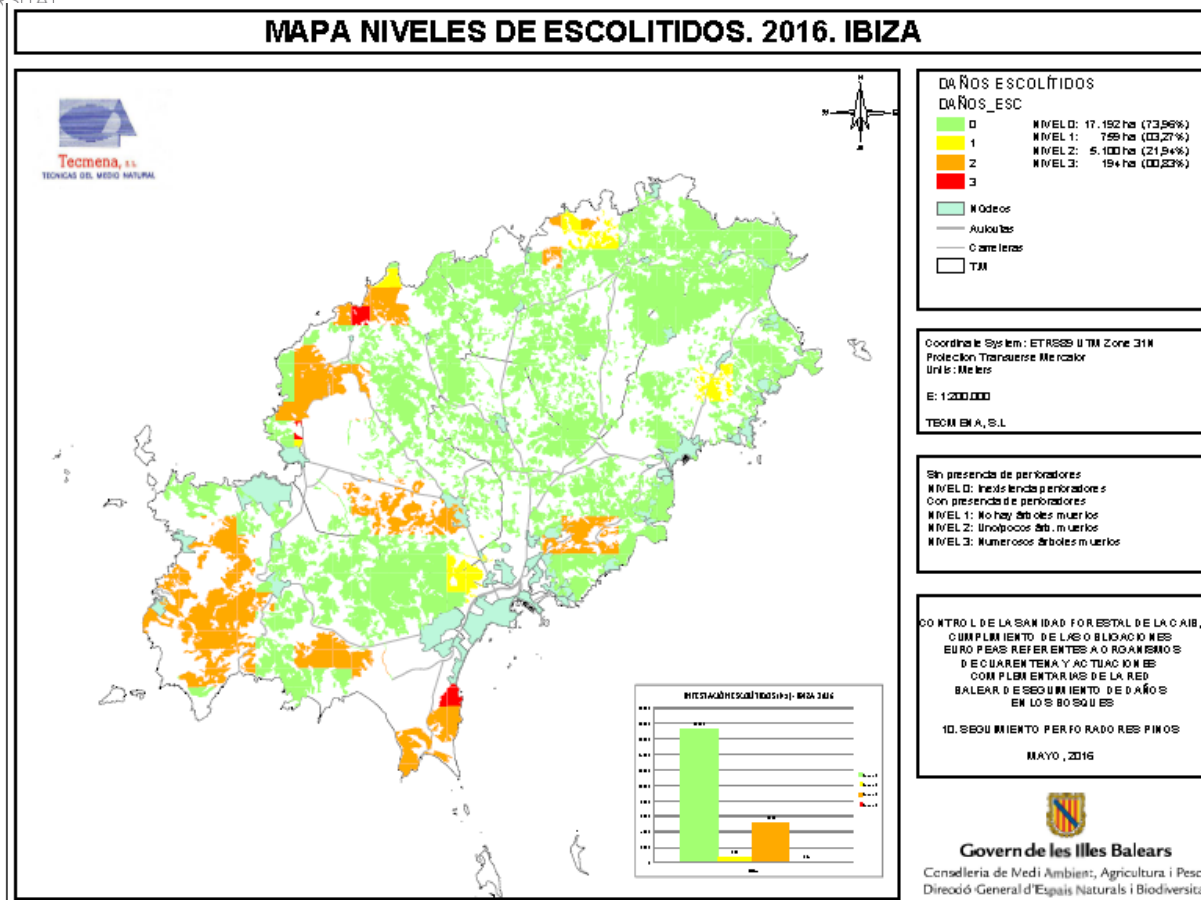 MAPA NIVELES DE ESCOLITIDOS. 2016. IBIZA
Tecmena, s.l.
TECNICAS DEL MEDIO NATURAL
DAÑOS ESCOLÍTIDOS
DAÑOS_ESC
0
1
2
3
NIVEL 0: 17.192 ha (73,96%)
NIVEL 1: 759 ha (03,27%)
NIVEL 2: 5.100 ha (21,94%)
NIVEL 3: 194 ha (00,83%)
Núcleos
Autovías
Carreteras
TM
Coordinate System: ETRS89 UTM Zone 31N
Protection Transverse Mercator
Units: Meters
E: 1:200.000
TECMENA, S.L
Sin presencia de perforadores
NIVEL 0: Inexistencia perforadores
Con presencia de perforadores
NIVEL 1: No hay árboles muertos
NIVEL 2: Uno/pocos árb. muertos
NIVEL 3: Numerosos árboles muertos
CONTROL DE LA SANIDAD FORESTAL DE LA CAIB,
CUMPLIMIENTO DE LAS OBLIGACIONES
EUROPEAS REFERENTES A ORGANISMOS
DE CUARENTENA Y ACTUACIONES
COMPLEMENTARIAS DE LA RED
BALEAR DE SEGUIMIENTO DE DAÑOS
EN LOS BOSQUES
10. SEGUIMIENTO PERFORADORES PINOS
MAYO, 2016
INFESTACIÓN ESCOLÍTIDOS (ha)- IBIZA 2016
Govern de les Illes Balears
Conselleria de Medi Ambient, Agricultura i Pesc
Direcció General d'Espais Naturals i Biodiversita